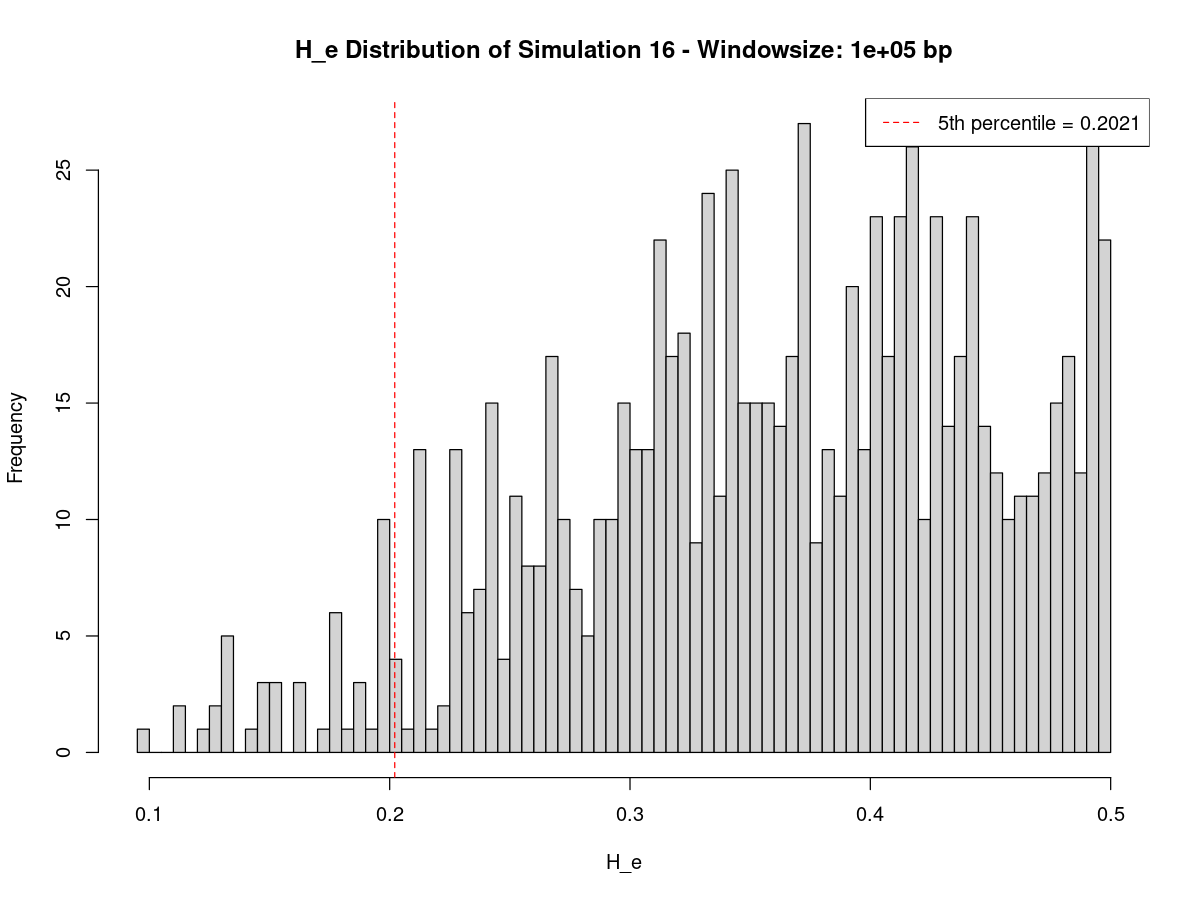 H_e Distribution of Simulation 16 - Windowsize: 1e+05 bp
5th percentile = 0.2021
Frequency
25
20
15
10
5
0
0.1 0.2 0.3 0.4 0.5
H_e